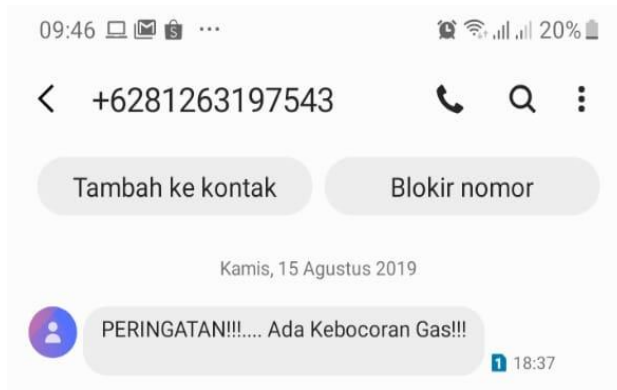 09:46 20%
+6281263197543
Tambah ke kontak Blokir nomor
Kamis, 15 Agustus 2019
PERINGATAN!!!.... Ada Kebocoran Gas!!!
1 18:37